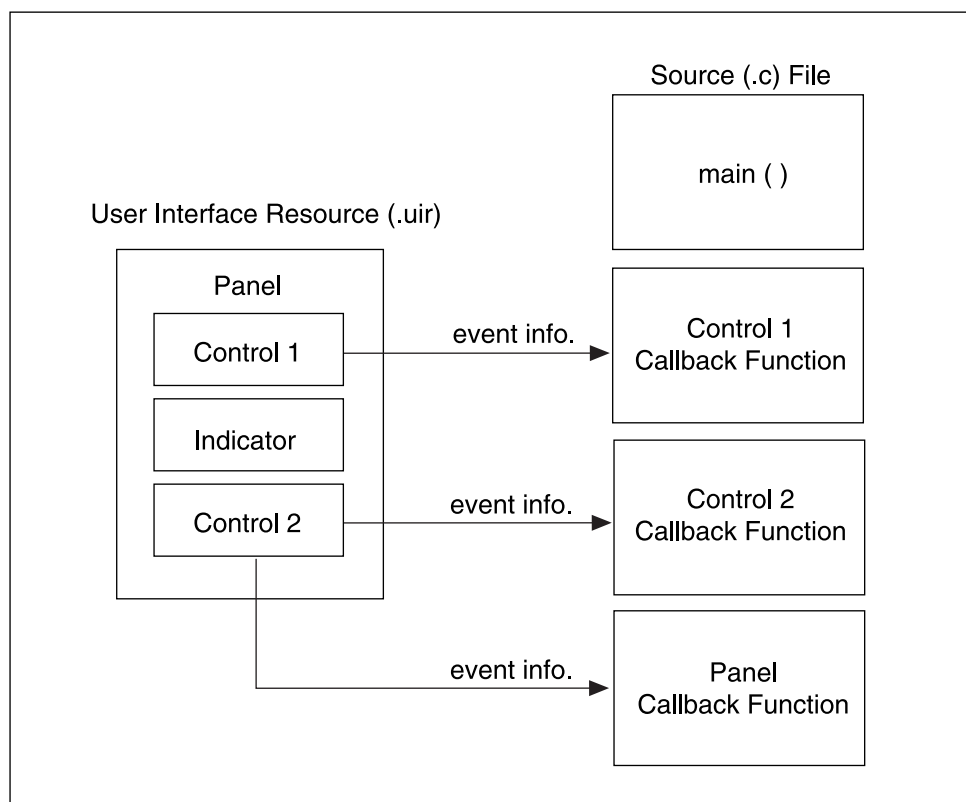 Source (.c) File
main ( )
User Interface Resource (.uir)
Panel
Control 1
Indicator
Control 2
event info.
Control 1
Callback Function
event info.
Control 2
Callback Function
event info.
Panel
Callback Function